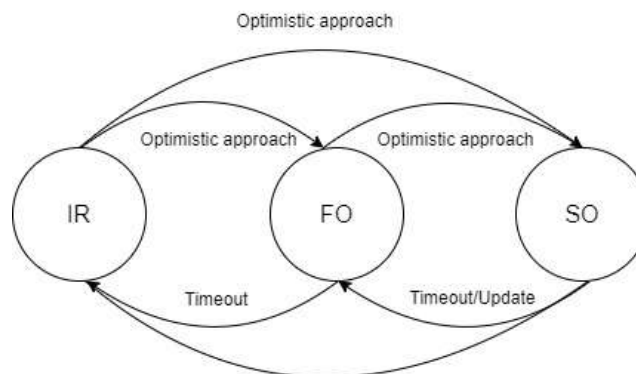 Optimistic approach
Optimistic approach
Optimistic approach
IR
FO
SO
Timeout
Timeout/Update